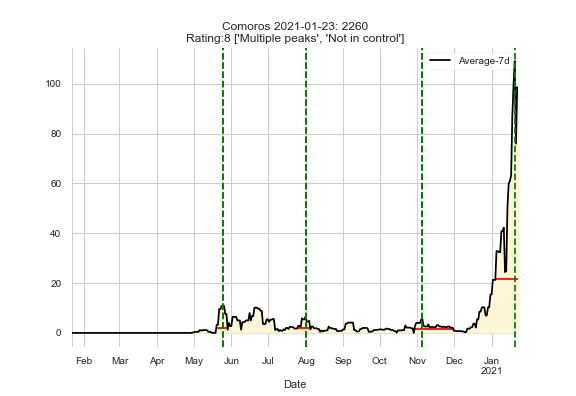 Comoros 2021-01-23: 2260
Rating:8 ['Multiple peaks', 'Not in control']
Average-7d
100
80
60
40
20
0
Feb Mar Apr May Jun Jul Aug Sep Oct Nov Dec Jan
2021
Date